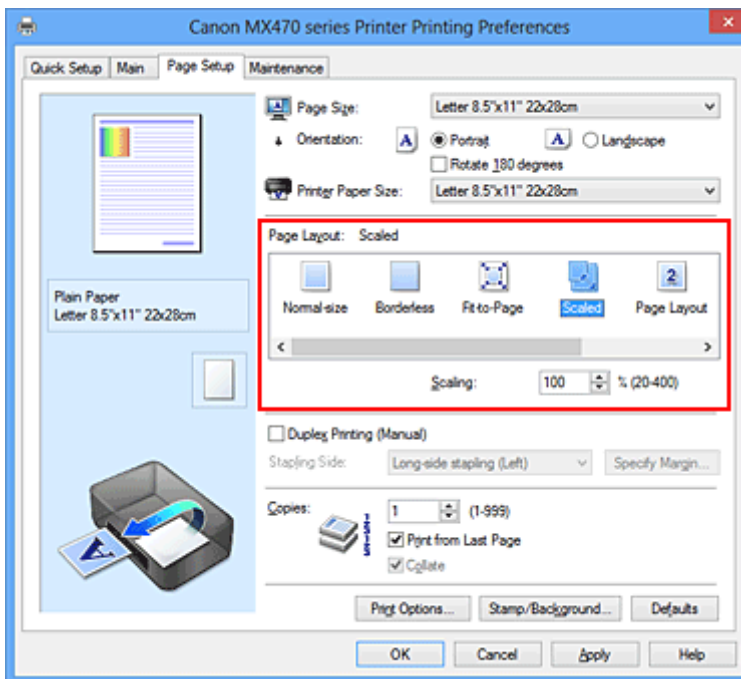 Canon MX470 series Printer Printing Preferences
Quick Setup Main Page Setup Maintenance
Page Size: Letter 8.5"x11" 22x28cm
Orientation: A Portrait A Landscape
Rotate 180 degrees
Printer Paper Size: Letter 8.5"x11" 22x28cm
Plain Paper
Letter 8.5"x11" 22x28cm
Page Layout: Scaled
2
Normal-size Borderless Fit-to-Page Scaled Page Layout
Scaling: 100 % (20-400)
Duplex Printing (Manual)
Stapling Side: Long-side stapling (Left) Specify Margin...
Copies: 1 (1-999)
Print from Last Page
Collate
A
Print Options... Stamp/Background... Defaults
OK Cancel Apply Help